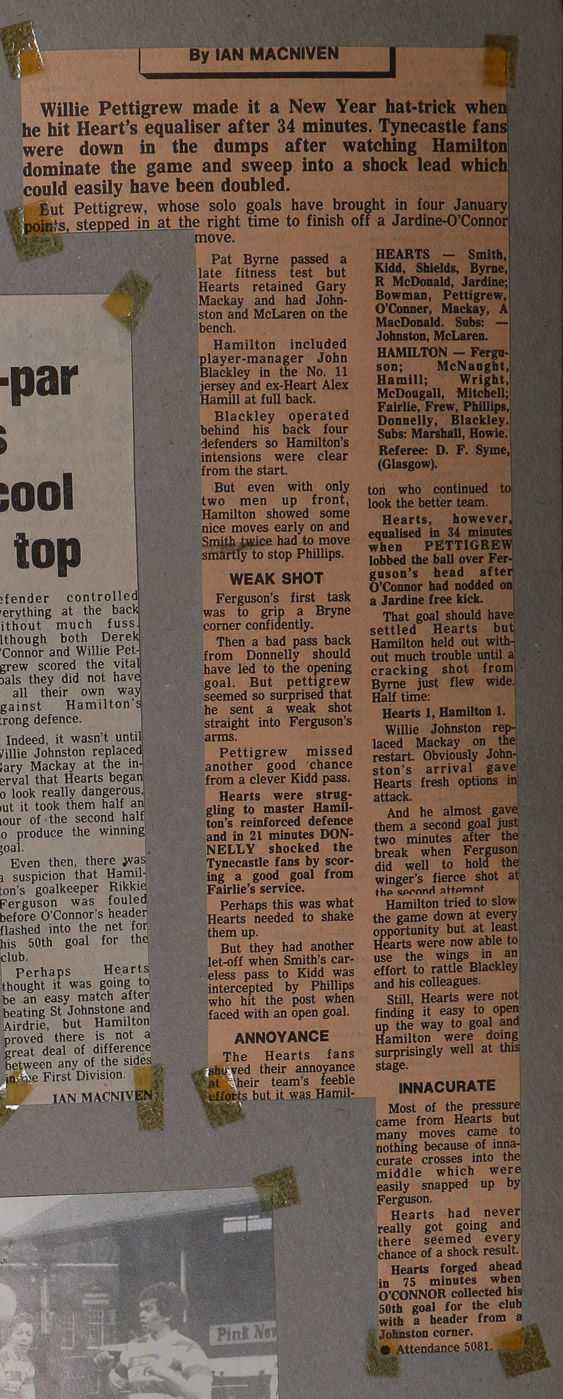 By IAN MACNIVEN
Willie Pettigrew made it a New Year hat-trick when
he hit Heart's equaliser after 34 minutes. Tynecastle fans
were down in the dumps after watching Hamilton
dominate the game and sweep into a shock lead which
could easily have been doubled.
But Pettigrew, whose solo goals have brought in four January
points, stepped in at the right time to finish off a Jardine-O'Connor
move.
Pat Byrne passed a
late fitness test but
Hearts retained Gary
Mackay and had John-
ston and McLaren on the
bench.
Hamilton included
player-manager John
Blackley in the No. 11
jersey and ex-Heart Alex
Hamill at full back.
Blackley operated
behind his back four
defenders so Hamilton's
intensions were clear
from the start.
But even with only
two men up front,
Hamilton showed some
nice moves early on and
Smith twice had to move
smartly to stop Phillips.
WEAK SHOT
Ferguson's first task
was to grip a Bryne
corner confidently.
Then a bad pass back
from Donnelly should
have led to the opening
goal. But pettigrew
seemed so surprised that
he sent a weak shot
straight into Ferguson's
arms.
Pettigrew missed
another good chance
from a clever Kidd pass.
Hearts were strug-
gling to master Hamil-
ton's reinforced defence
and in 21 minutes DON-
NELLY shocked the
Tynecastle fans by scor-
ing a good goal from
Fairlie's service.
Perhaps this was what
Hearts needed to shake
them up.
But they had another
let-off when Smith's car-
eless pass to Kidd was
intercepted by Phillips
who hit the post when
faced with an open goal.
ANNOYANCE
The Hearts fans
showed their annoyance
at their team's feeble
efforts but it was Hamil-
HEARTS — Smith,
Kidd, Shields, Byrne,
R McDonald, Jardine;
Bowman, Pettigrew,
O'Conner, Mackay, A
MacDonald. Subs: —
Johnston, McLaren.
HAMILTON — Fergu-
son; McNaught,
Hamill; Wright,
McDougall, Mitchell;
Fairlie, Frew, Phillips,
Donnelly, Blackley.
Subs: Marshall, Howie.
Referee: D. F. Syme,
(Glasgow).
ton who continued to
look the better team.
Hearts, however,
equalised in 34 minutes
when PETTIGREW
lobbed the ball over Fer-
guson's head after
O'Connor had nodded on
a Jardine free kick.
That goal should have
settled Hearts but
Hamilton held out with-
out much trouble until a
cracking shot from
Byrne just flew wide.
Half time:
Hearts 1, Hamilton 1.
Willie Johnston rep-
laced Mackay on the
restart. Obviously John-
ston's arrival gave
Hearts fresh options in
attack.
And he almost gave
them a second goal just
two minutes after the
break when Ferguson
did well to hold the
winger's fierce shot at
the second attempt.
Hamilton tried to slow
the game down at every
opportunity but at least
Hearts were now able to
use the wings in an
effort to rattle Blackley
and his colleagues.
Still, Hearts were not
finding it easy to open
up the way to goal and
Hamilton were doing
surprisingly well at this
stage.
INNACURATE
Most of the pressure
came from Hearts but
many moves came to
nothing because of inna-
curate crosses into the
middle which were
easily snapped up by
Ferguson.
Hearts had never
really got going and
there seemed every
chance of a shock result.
Hearts forged ahead
in 75 minutes when
O'CONNOR collected his
50th goal for the club
with a header from a
Johnston corner.
● Attendance 5081.
-par
s
cool
top
efender controlled
verything at the back
ithout much fuss.
lthough both Derek
'Connor and Willie Pet-
grew scored the vital
oals they did not have
all their own way
gainst Hamilton's
trong defence.
Indeed, it wasn't until
Willie Johnston replaced
Gary Mackay at the in-
erval that Hearts began
o look really dangerous,
out it took them half an
hour of the second half
o produce the winning
goal.
Even then, there was
a suspicion that Hamil-
ton's goalkeeper Rikkie
Ferguson was fouled
before O'Connor's header
flashed into the net for
his 50th goal for the
club.
Perhaps Hearts
thought it was going to
be an easy match after
beating St Johnstone and
Airdrie, but Hamilton
proved there is not a
great deal of difference
between any of the sides
in the First Division.
IAN MACNIVEN
Pink New